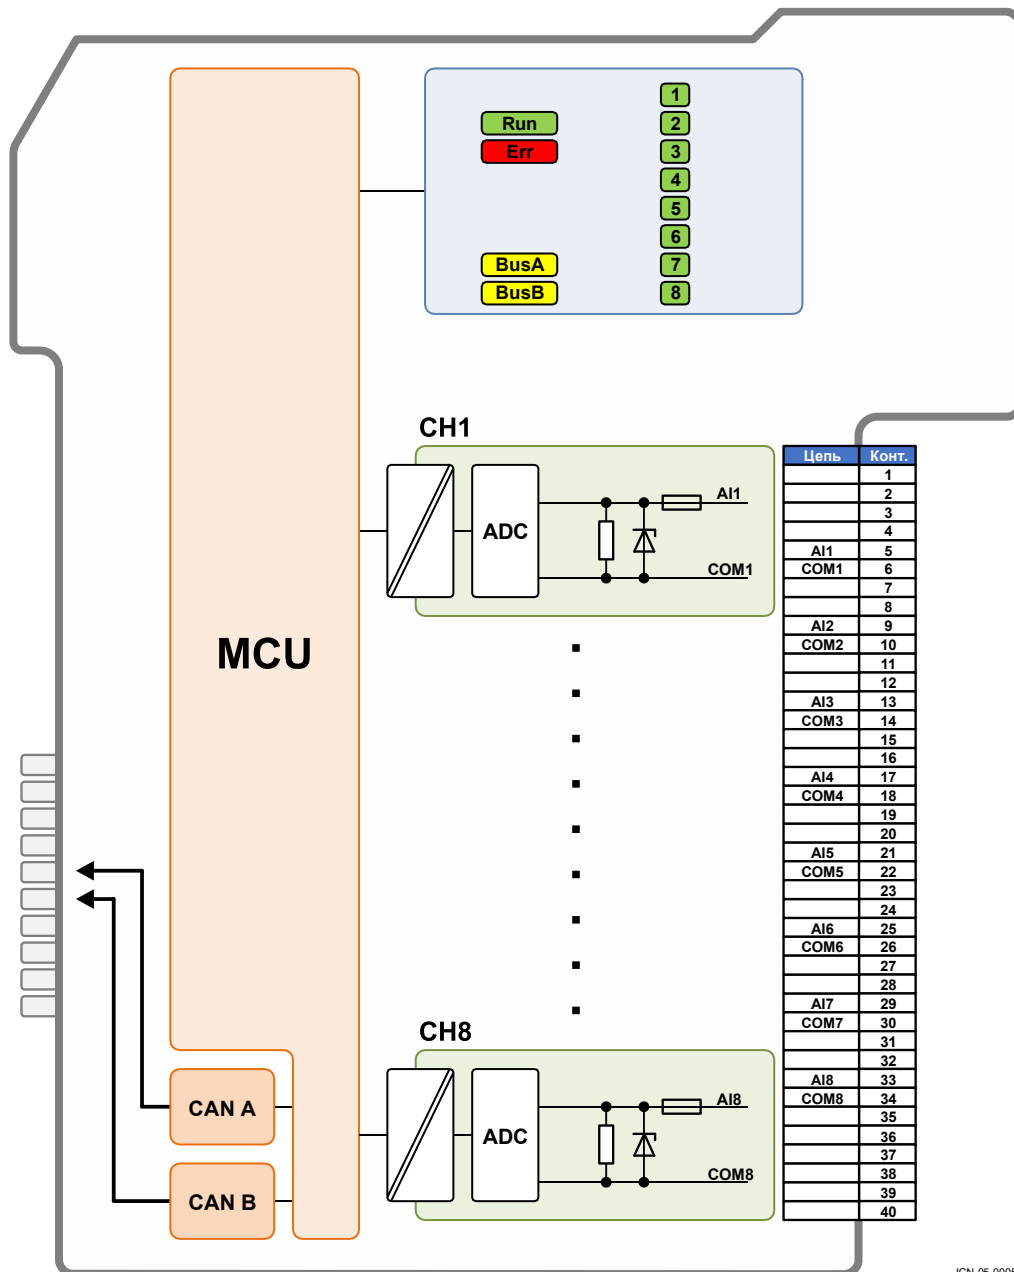 1
Run 2
Err 3
4
5
6
BusA 7
BusB 8
CH1
ADC
AI1
COM1
MCU
CH8
ADC
AI8
COM8
CAN A
CAN B
Цепь Конт.
1
2
3
4
AI1 5
COM1 6
7
8
AI2 9
COM2 10
11
12
AI3 13
COM3 14
15
16
AI4 17
COM4 18
19
20
AI5 21
COM5 22
23
24
AI6 25
COM6 26
27
28
AI7 29
COM7 30
31
32
AI8 33
COM8 34
35
36
37
38
39
40